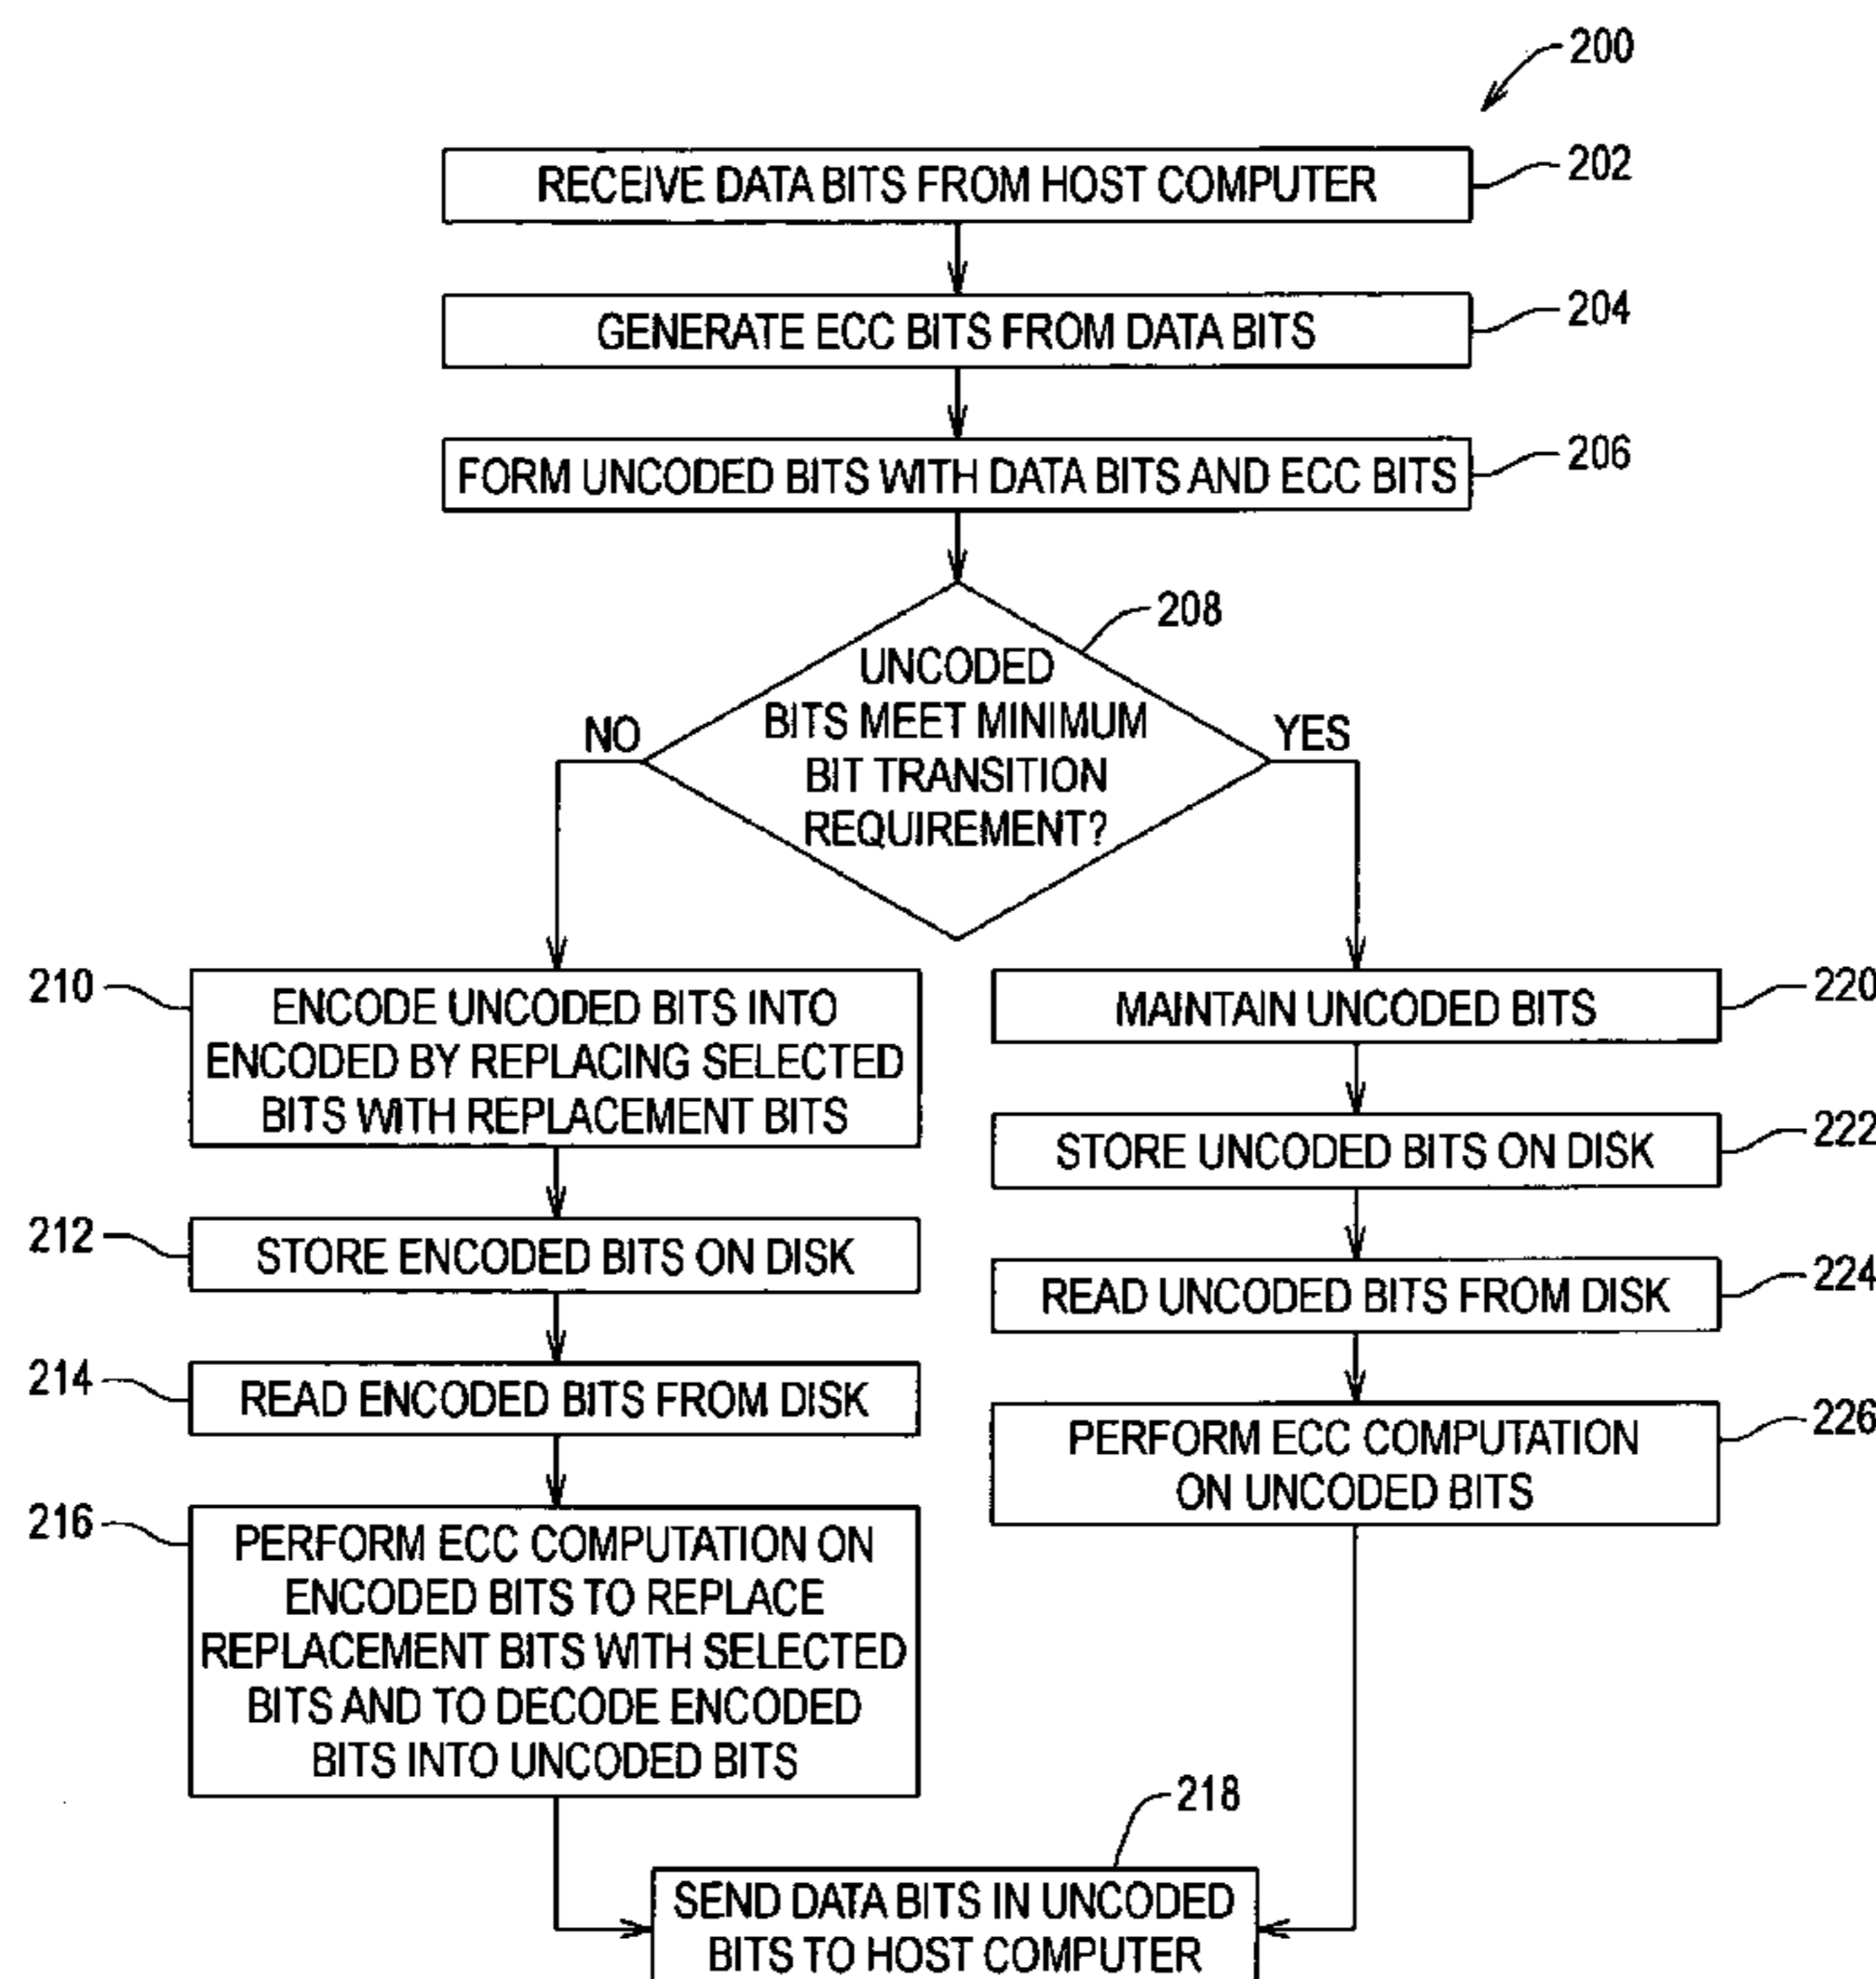 200
RECEIVE DATA BITS FROM HOST COMPUTER
202
GENERATE ECC BITS FROM DATA BITS
204
FORM UNCODED BITS WITH DATA BITS AND ECC BITS
206
208
UNCODED
BITS MEET MINIMUM
BIT TRANSITION
REQUIREMENT?
NO
YES
210
ENCODE UNCODED BITS INTO
ENCODED BY REPLACING SELECTED
BITS WITH REPLACEMENT BITS
212
STORE ENCODED BITS ON DISK
214
READ ENCODED BITS FROM DISK
216
PERFORM ECC COMPUTATION ON
ENCODED BITS TO REPLACE
REPLACEMENT BITS WITH SELECTED
BITS AND TO DECODE ENCODED
BITS INTO UNCODED BITS
MAINTAIN UNCODED BITS
220
STORE UNCODED BITS ON DISK
222
READ UNCODED BITS FROM DISK
224
PERFORM ECC COMPUTATION
ON UNCODED BITS
226
218
SEND DATA BITS IN UNCODED
BITS TO HOST COMPUTER